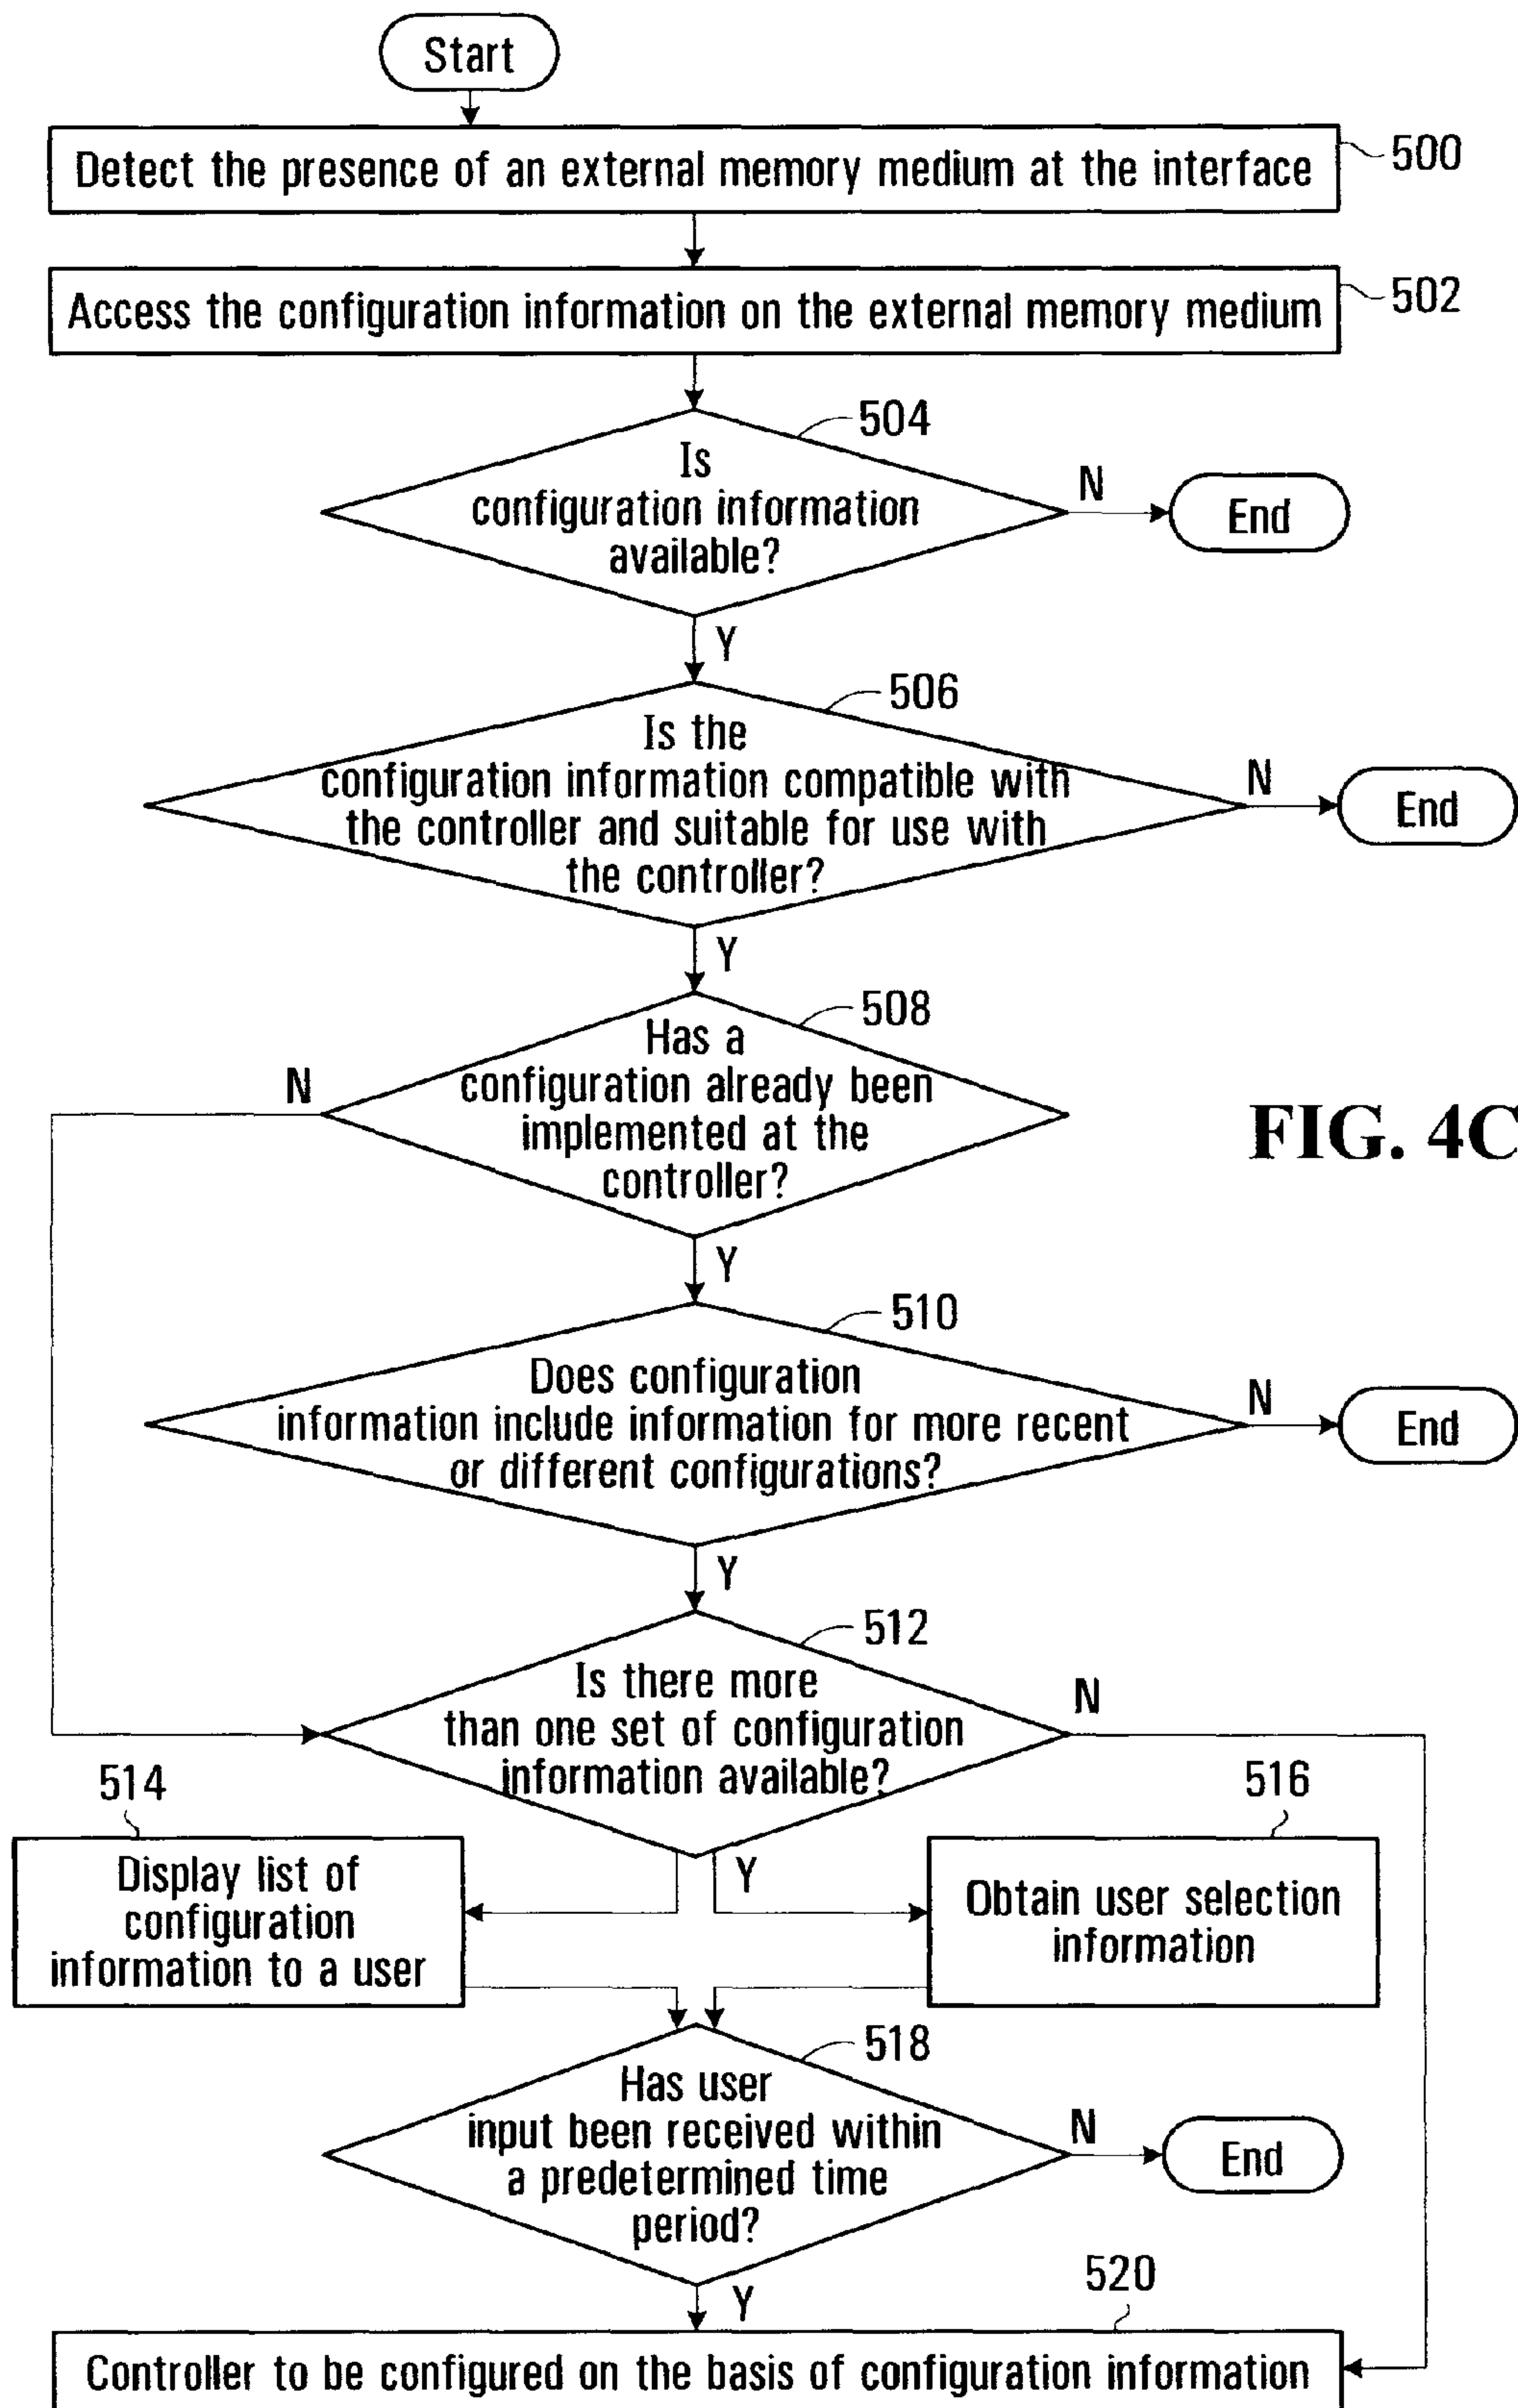 Start
Detect the presence of an external memory medium at the interface
500
Access the configuration information on the external memory medium
502
504
Is
configuration information
available?
N
End
Y
506
Is the
configuration information compatible with
the controller and suitable for use with
the controller?
N
End
Y
508
Has a
configuration already been
implemented at the
controller?
N
FIG. 4C
Y
510
Does configuration
information include information for more recent
or different configurations?
N
End
Y
512
Is there more
than one set of configuration
information available?
N
514
516
Y
Display list of
configuration
information to a user
Obtain user selection
information
518
Has user
input been received within
a predetermined time
period?
N
End
520
Y
Controller to be configured on the basis of configuration information